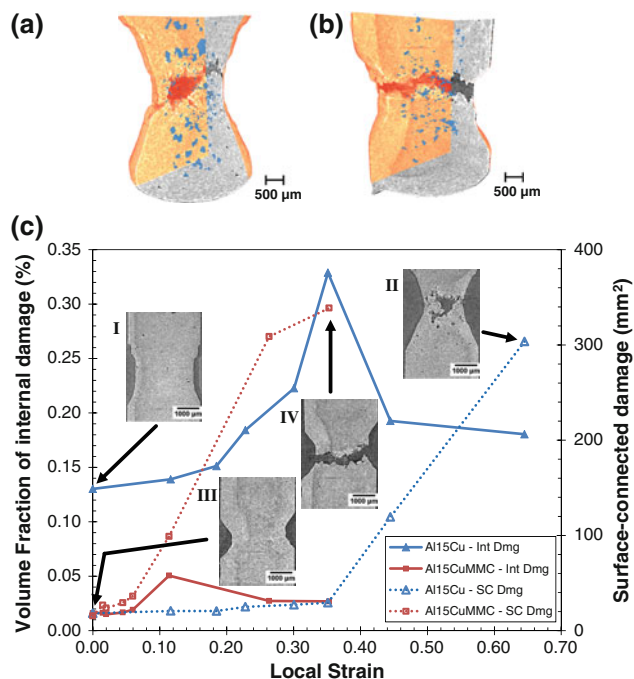 (a)
(b)
500 µm
500 µm
(c)
Volume Fraction of internal damage (%)
0.35
0.30
0.25
0.20
0.15
0.10
0.05
0.00
400
300
200
100
0
Surface-connected damage (mm²)
I
1000 µm
II
1000 µm
III
1000 µm
IV
1000 µm
Al15Cu - Int Dmg
Al15CuMMC - Int Dmg
Al15Cu - SC Dmg
Al15CuMMC - SC Dmg
0.00 0.10 0.20 0.30 0.40 0.50 0.60 0.70
Local Strain